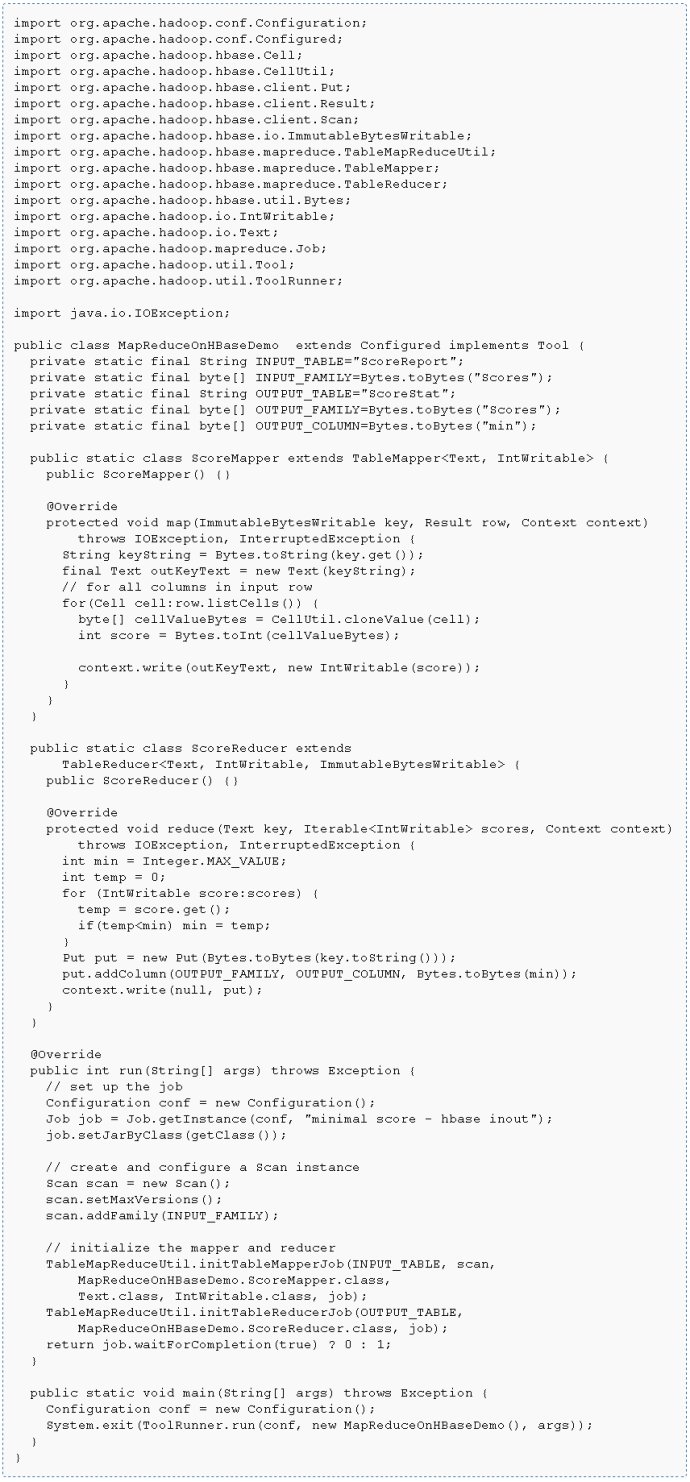 import org.apache.hadoop.conf.Configuration;
import org.apache.hadoop.conf.Configured;
import org.apache.hadoop.hbase.Cell;
import org.apache.hadoop.hbase.CellUtil;
import org.apache.hadoop.hbase.client.Put;
import org.apache.hadoop.hbase.client.Result;
import org.apache.hadoop.hbase.client.Scan;
import org.apache.hadoop.hbase.io.ImmutableBytesWritable;
import org.apache.hadoop.hbase.mapreduce.TableMapReduceUtil;
import org.apache.hadoop.hbase.mapreduce.TableMapper;
import org.apache.hadoop.hbase.mapreduce.TableReducer;
import org.apache.hadoop.hbase.util.Bytes;
import org.apache.hadoop.io.IntWritable;
import org.apache.hadoop.io.Text;
import org.apache.hadoop.mapreduce.Job;
import org.apache.hadoop.util.Tool;
import org.apache.hadoop.util.ToolRunner;

import java.io.IOException;

public class MapReduceOnHBaseDemo  extends Configured implements Tool {
  private static final String INPUT_TABLE="ScoreReport";
  private static final byte[] INPUT_FAMILY=Bytes.toBytes("Scores");
  private static final String OUTPUT_TABLE="ScoreStat";
  private static final byte[] OUTPUT_FAMILY=Bytes.toBytes("Scores");
  private static final byte[] OUTPUT_COLUMN=Bytes.toBytes("min");

  public static class ScoreMapper extends TableMapper<Text, IntWritable> {
    public ScoreMapper() {}

    @Override
    protected void map(ImmutableBytesWritable key, Result row, Context context)
        throws IOException, InterruptedException {
      String keyString = Bytes.toString(key.get());
      final Text outKeyText = new Text(keyString);
      // for all columns in input row
      for(Cell cell:row.listCells()) {
        byte[] cellValueBytes = CellUtil.cloneValue(cell);
        int score = Bytes.toInt(cellValueBytes);

        context.write(outKeyText, new IntWritable(score));
      }
    }
  }

  public static class ScoreReducer extends
      TableReducer<Text, IntWritable, ImmutableBytesWritable> {
    public ScoreReducer() {}

    @Override
    protected void reduce(Text key, Iterable<IntWritable> scores, Context context)
        throws IOException, InterruptedException {
      int min = Integer.MAX_VALUE;
      int temp = 0;
      for (IntWritable score:scores) {
        temp = score.get();
        if(temp<min) min = temp;
      }
      Put put = new Put(Bytes.toBytes(key.toString()));
      put.addColumn(OUTPUT_FAMILY, OUTPUT_COLUMN, Bytes.toBytes(min));
      context.write(null, put);
    }
  }

  @Override
  public int run(String[] args) throws Exception {
    // set up the job
    Configuration conf = new Configuration();
    Job job = Job.getInstance(conf, "minimal score - hbase inout");
    job.setJarByClass(getClass());

    // create and configure a Scan instance
    Scan scan = new Scan();
    scan.setMaxVersions();
    scan.addFamily(INPUT_FAMILY);

    // initialize the mapper and reducer
    TableMapReduceUtil.initTableMapperJob(INPUT_TABLE, scan,
        MapReduceOnHBaseDemo.ScoreMapper.class,
        Text.class, IntWritable.class, job);
    TableMapReduceUtil.initTableReducerJob(OUTPUT_TABLE,
        MapReduceOnHBaseDemo.ScoreReducer.class, job);
    return job.waitForCompletion(true) ? 0 : 1;
  }

  public static void main(String[] args) throws Exception {
    Configuration conf = new Configuration();
    System.exit(ToolRunner.run(conf, new MapReduceOnHBaseDemo(), args));
  }
}